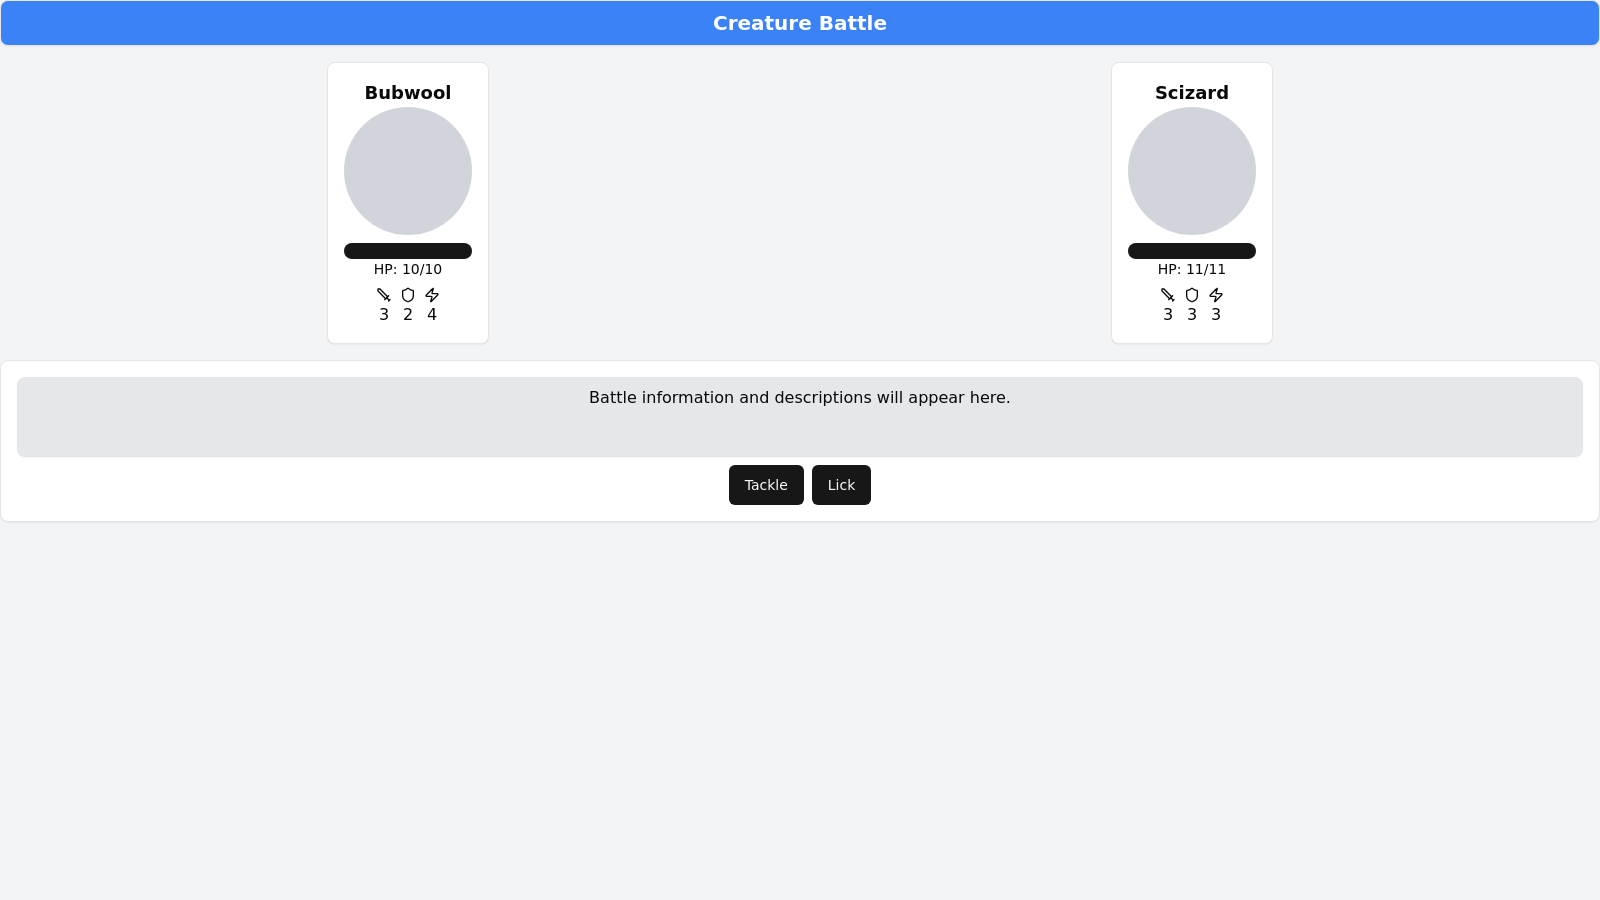 Creature Battle
Bubwool
HP: 10/10
3 2 4
Scizard
HP: 11/11
3 3 3
Battle information and descriptions will appear here.
Tackle
Lick